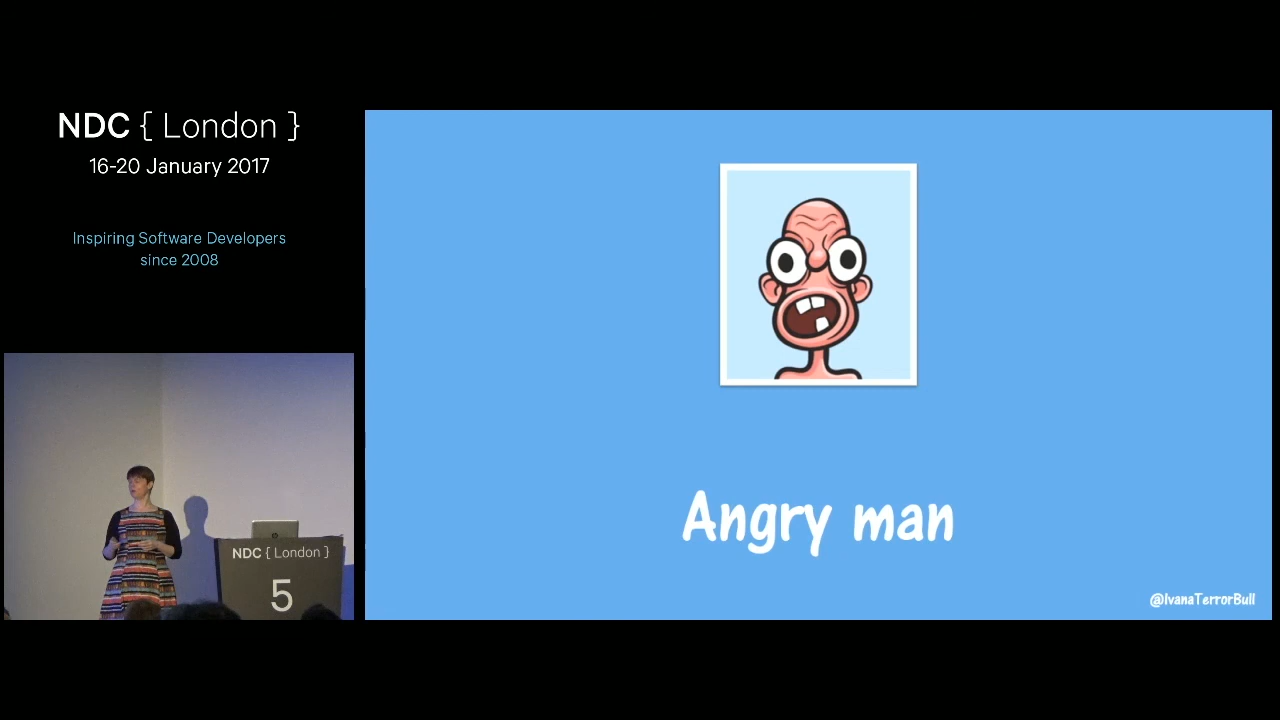 NDC { London }
16-20 January 2017
Inspiring Software Developers
since 2008
NDC { London }
5
Angry man
@IvanaTerrorBull